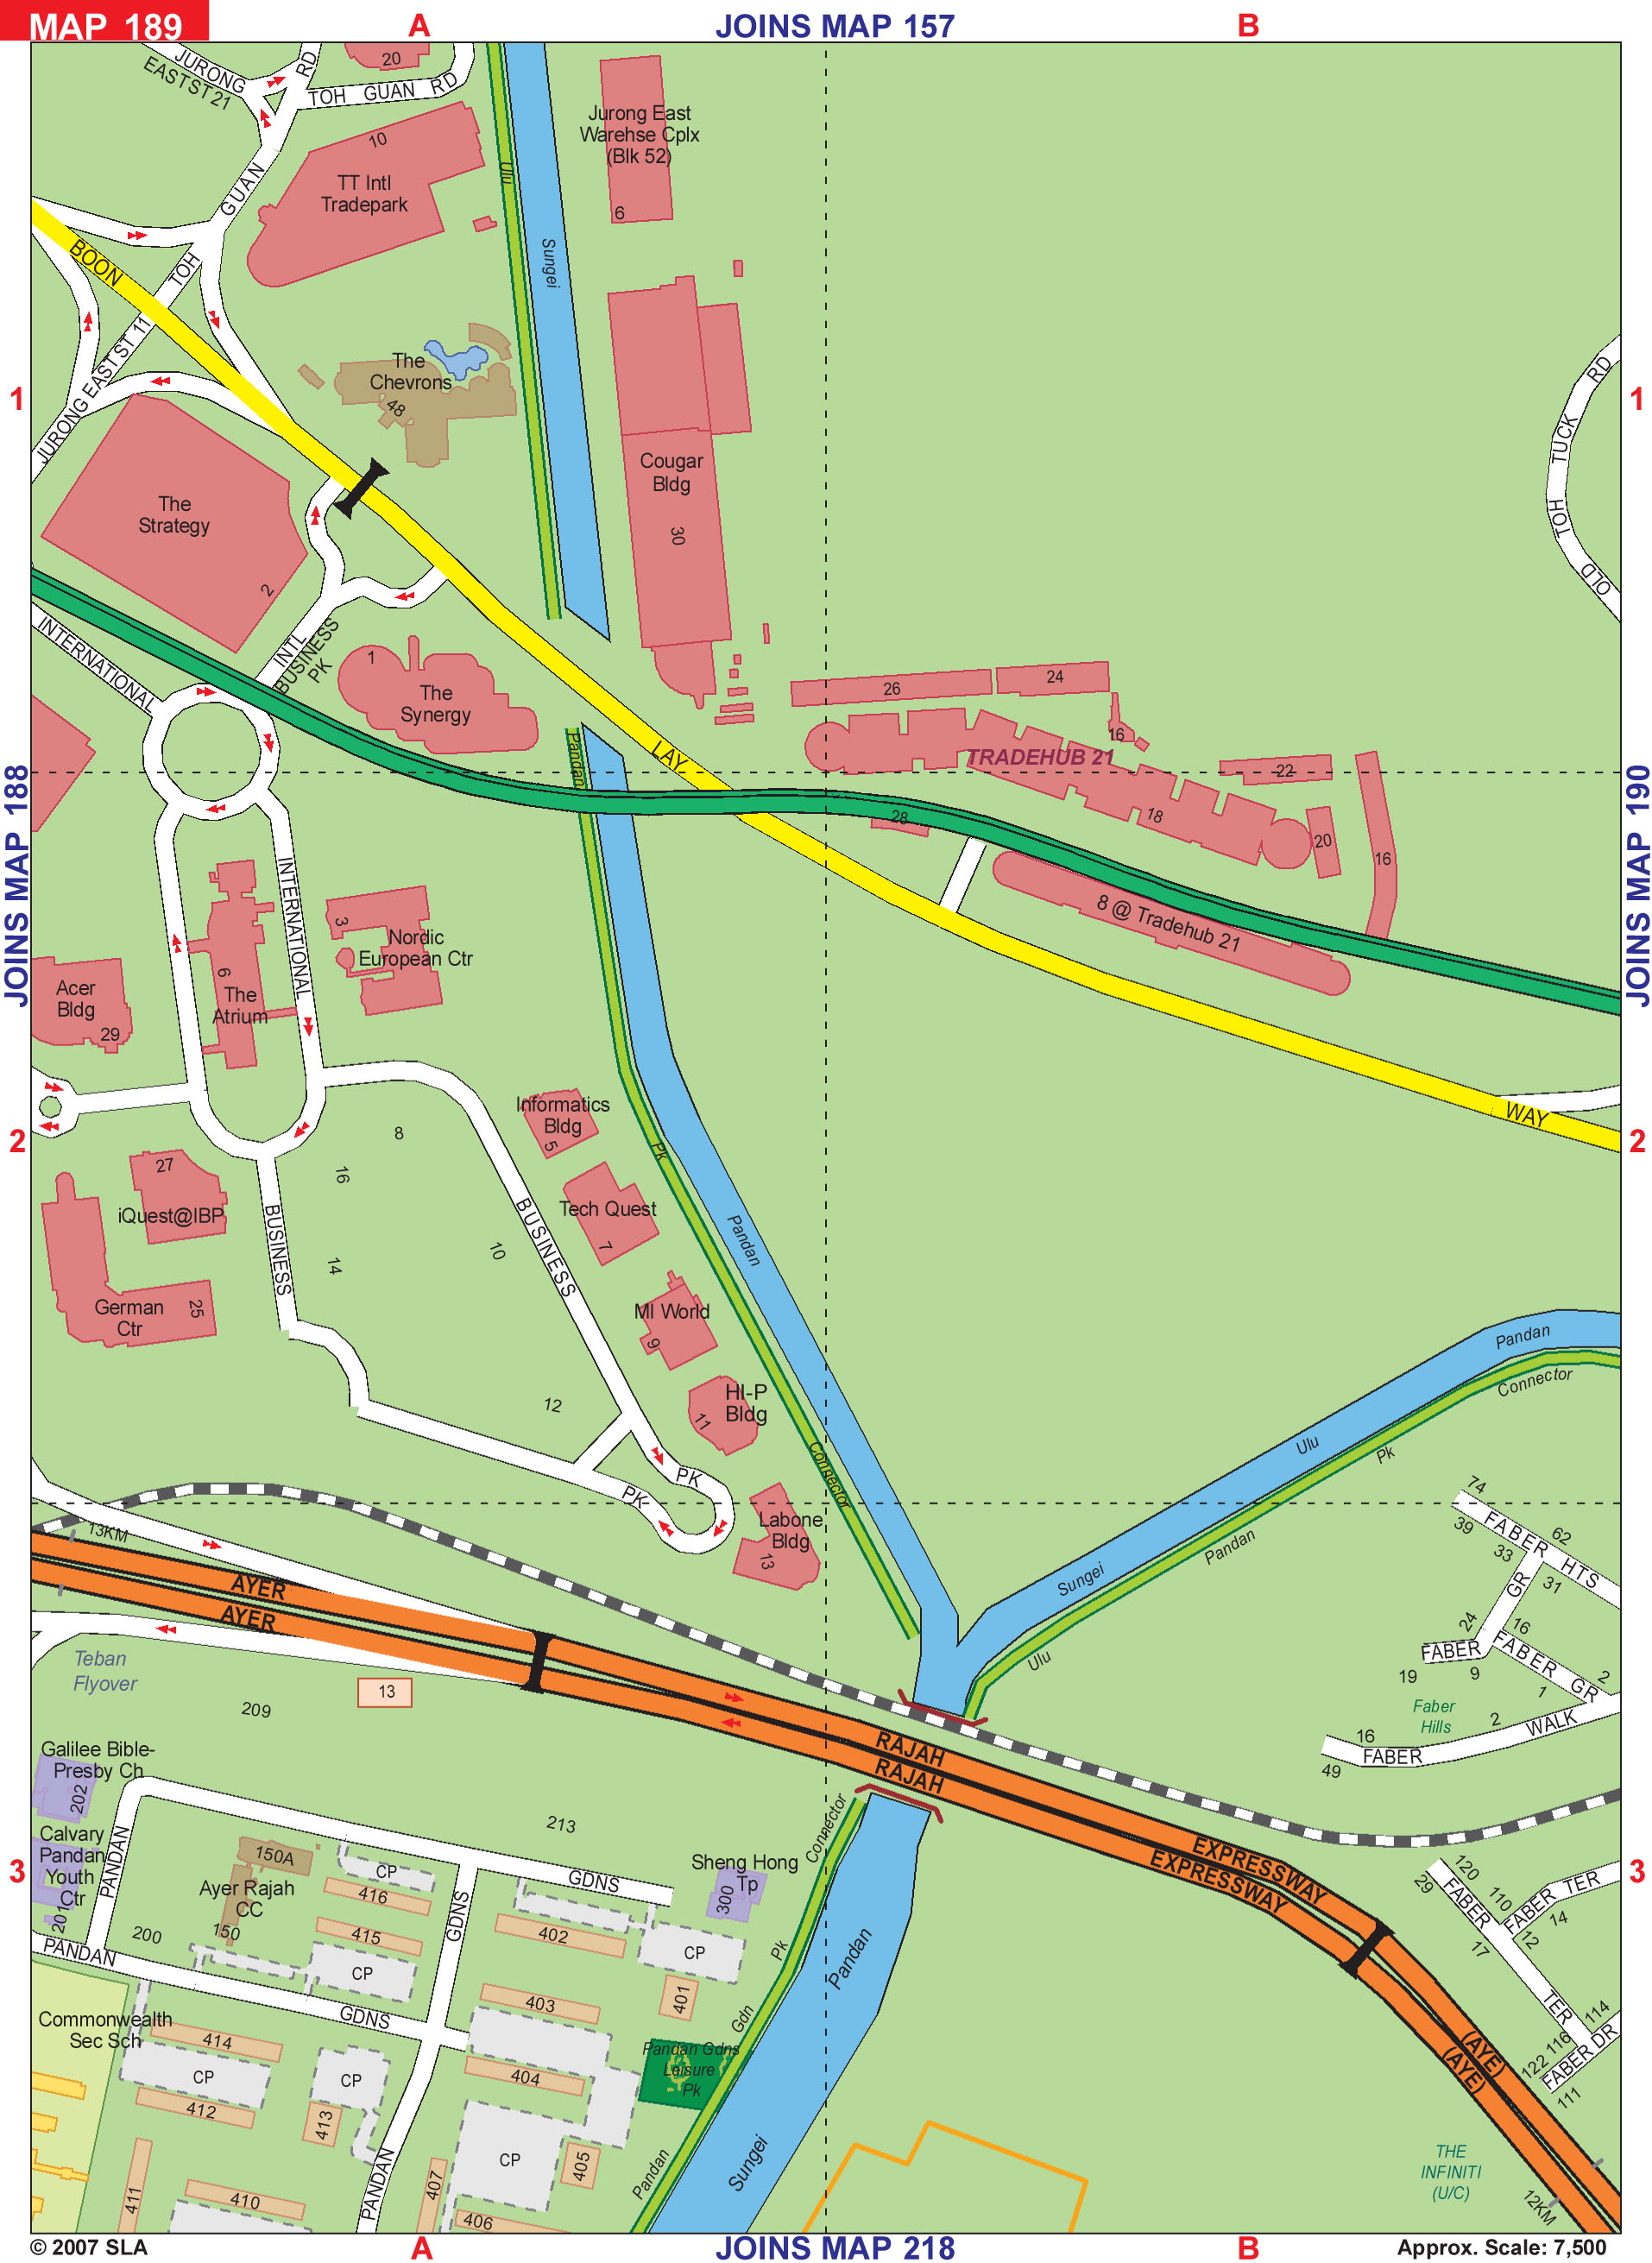 MAP 189
A
JOINS MAP 157
B
JURONG
EAST ST 21
RD
20
TOH GUAN RD
10
TT Intl
Tradepark
GUAN
TOH
BOON
JURONG EAST ST 11
Ulu
Sungei
Jurong East
Warehse Cplx
(Blk 52)
6
The
Chevrons
48
1
1
RD
TUCK
TOH
OLD
Cougar
Bldg
30
The
Strategy
2
INTERNATIONAL
INTL
BUSINESS
PK
1
The
Synergy
Pandan
LAY
26
24
16
TRADEHUB 21
22
18
20
16
28
8 @ Tradehub 21
JOINS MAP 188
JOINS MAP 190
INTERNATIONAL
3
Nordic
European Ctr
6
The
Atrium
Acer
Bldg
29
2
2
WAY
8
16
14
10
12
Informatics
Bldg
5
Pk
Tech Quest
7
Pandan
27
iQuest@IBP
BUSINESS
BUSINESS
German
Ctr
25
MI World
9
HI-P
Bldg
11
Connector
PK
PK
Labone
Bldg
13
Pandan
Connector
Ulu
Pk
Pandan
Sungei
Ulu
74
39
FABER HTS
62
33
31
GR
24
16
FABER
FABER GR
19
9
1
2
Faber
Hills
2
16
FABER
WALK
49
13KM
AYER
AYER
Teban
Flyover
13
209
RAJAH
RAJAH
EXPRESSWAY
EXPRESSWAY
(AYE)
(AYE)
Galilee Bible-
Presby Ch
202
Calvary
Pandan
Youth
Ctr
201
PANDAN
213
Connector
150A
Ayer Rajah
CC
150
200
CP
416
415
CP
GDNS
GDNS
Sheng Hong
Tp
300
402
CP
401
403
3
3
120
29
FABER
110
FABER TER
14
12
17
TER
114
116
122
FABER DR
111
PANDAN
GDNS
Pk
Pandan
Gdn
Commonwealth
Sec Sch
414
CP
CP
412
413
404
Pandan Gdns
Leisure
Pk
411
410
PANDAN
407
CP
405
406
Pandan
Sungei
THE
INFINITI
(U/C)
12KM
© 2007 SLA
A
JOINS MAP 218
B
Approx. Scale: 7,500